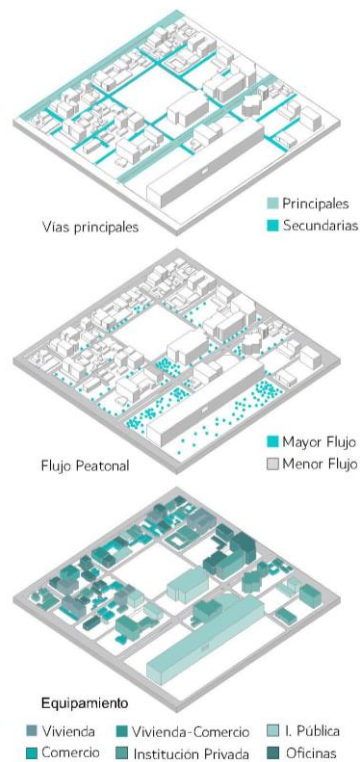 Vías principales
Principales
Secundarias
Flujo Peatonal
Mayor Flujo
Menor Flujo
Equipamiento
Vivienda
Vivienda-Comercio
I. Pública
Comercio
Institución Privada
Oficinas